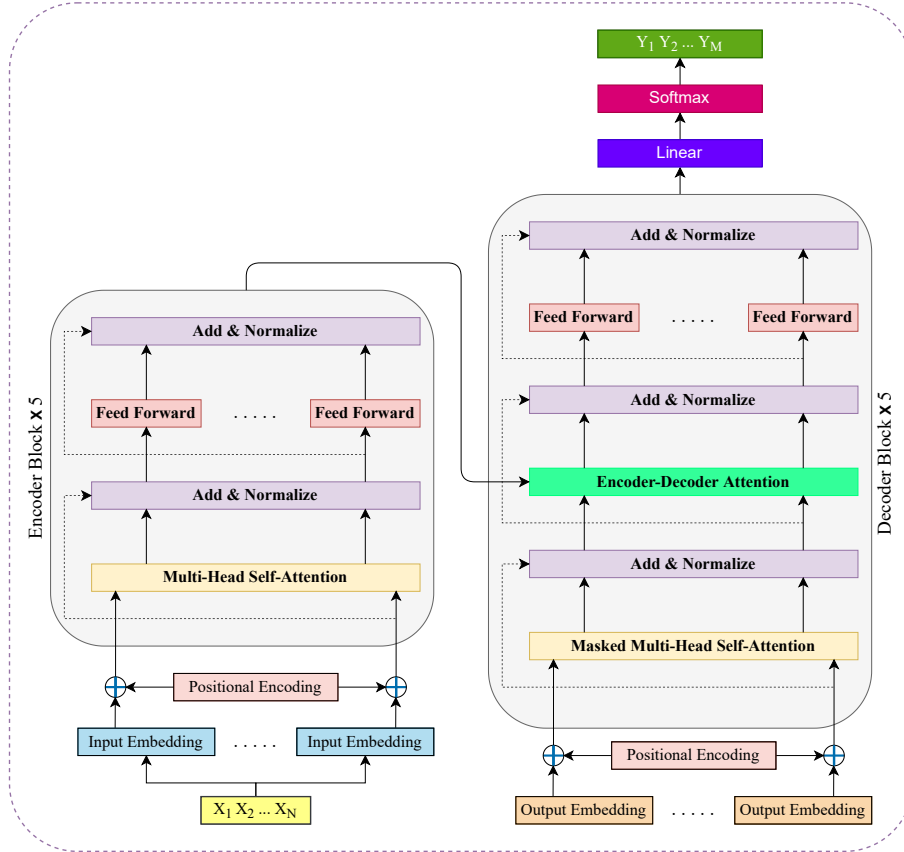 Y1 Y2 ... YM
Softmax
Linear
Add & Normalize
Feed Forward
. . . . .
Feed Forward
Add & Normalize
Encoder-Decoder Attention
Add & Normalize
Masked Multi-Head Self-Attention
Decoder Block x 5
Positional Encoding
Output Embedding
. . . . .
Output Embedding
Encoder Block x 5
Add & Normalize
Feed Forward
. . . . .
Feed Forward
Add & Normalize
Multi-Head Self-Attention
Positional Encoding
Input Embedding
. . . . .
Input Embedding
X1 X2 ... XN